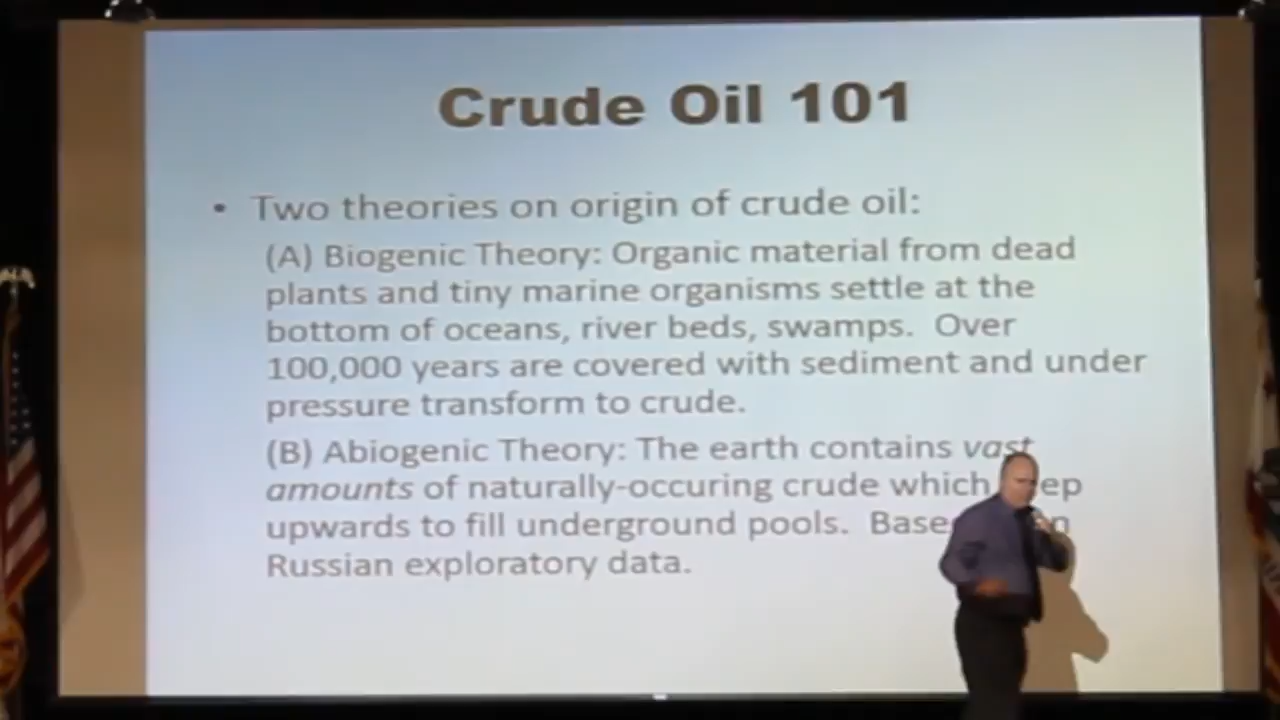 Crude Oil 101
• Two theories on origin of crude oil:
(A) Biogenic Theory: Organic material from dead
plants and tiny marine organisms settle at the
bottom of oceans, river beds, swamps. Over
100,000 years are covered with sediment and under
pressure transform to crude.
(B) Abiogenic Theory: The earth contains vast
amounts of naturally-occuring crude which
upwards to fill underground pools.
Russian exploratory data.